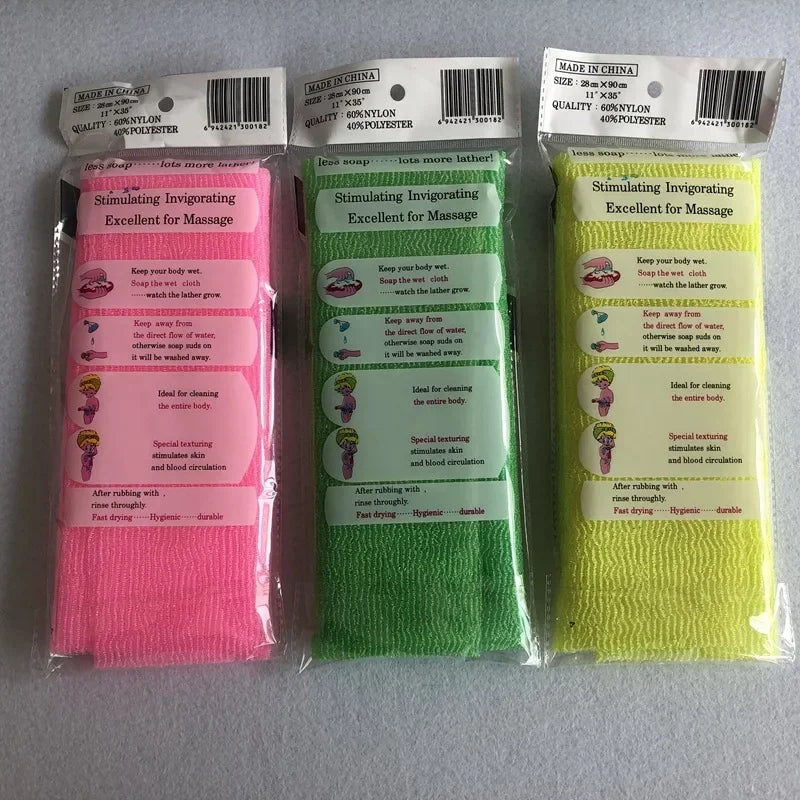 MADE IN CHINA
SIZE : 28cm×90cm
11"×35"
QUALITY : 60%NYLON
40%POLYESTER
6 942421 300182
less soap······lots more lather!
Stimulating Invigorating
Excellent for Massage
Keep your body wet.
Soap the wet cloth
······watch the lather grow.
Keep away from
the direct flow of water,
otherwise soap suds on
it will be washed away.
Ideal for cleaning
the entire body.
Special texturing
stimulates skin
and blood circulation
After rubbing with ,
rinse throughly.
Fast drying······Hygienic······durable
MADE IN CHINA
SIZE : 28cm×90cm
11"×35"
QUALITY : 60%NYLON
40%POLYESTER
6 942421 300182
less soap······lots more lather!
Stimulating Invigorating
Excellent for Massage
Keep your body wet.
Soap the wet cloth
······watch the lather grow.
Keep away from
the direct flow of water,
otherwise soap suds on
it will be washed away.
Ideal for cleaning
the entire body.
Special texturing
stimulates skin
and blood circulation
After rubbing with ,
rinse throughly.
Fast drying······Hygienic······durable
MADE IN CHINA
SIZE : 28cm×90cm
11"×35"
QUALITY : 60%NYLON
40%POLYESTER
6 942421 300182
less soap······lots more lather!
Stimulating Invigorating
Excellent for Massage
Keep your body wet.
Soap the wet cloth
······watch the lather grow.
Keep away from
the direct flow of water,
otherwise soap suds on
it will be washed away.
Ideal for cleaning
the entire body.
Special texturing
stimulates skin
and blood circulation
After rubbing with ,
rinse throughly.
Fast drying······Hygienic······durable